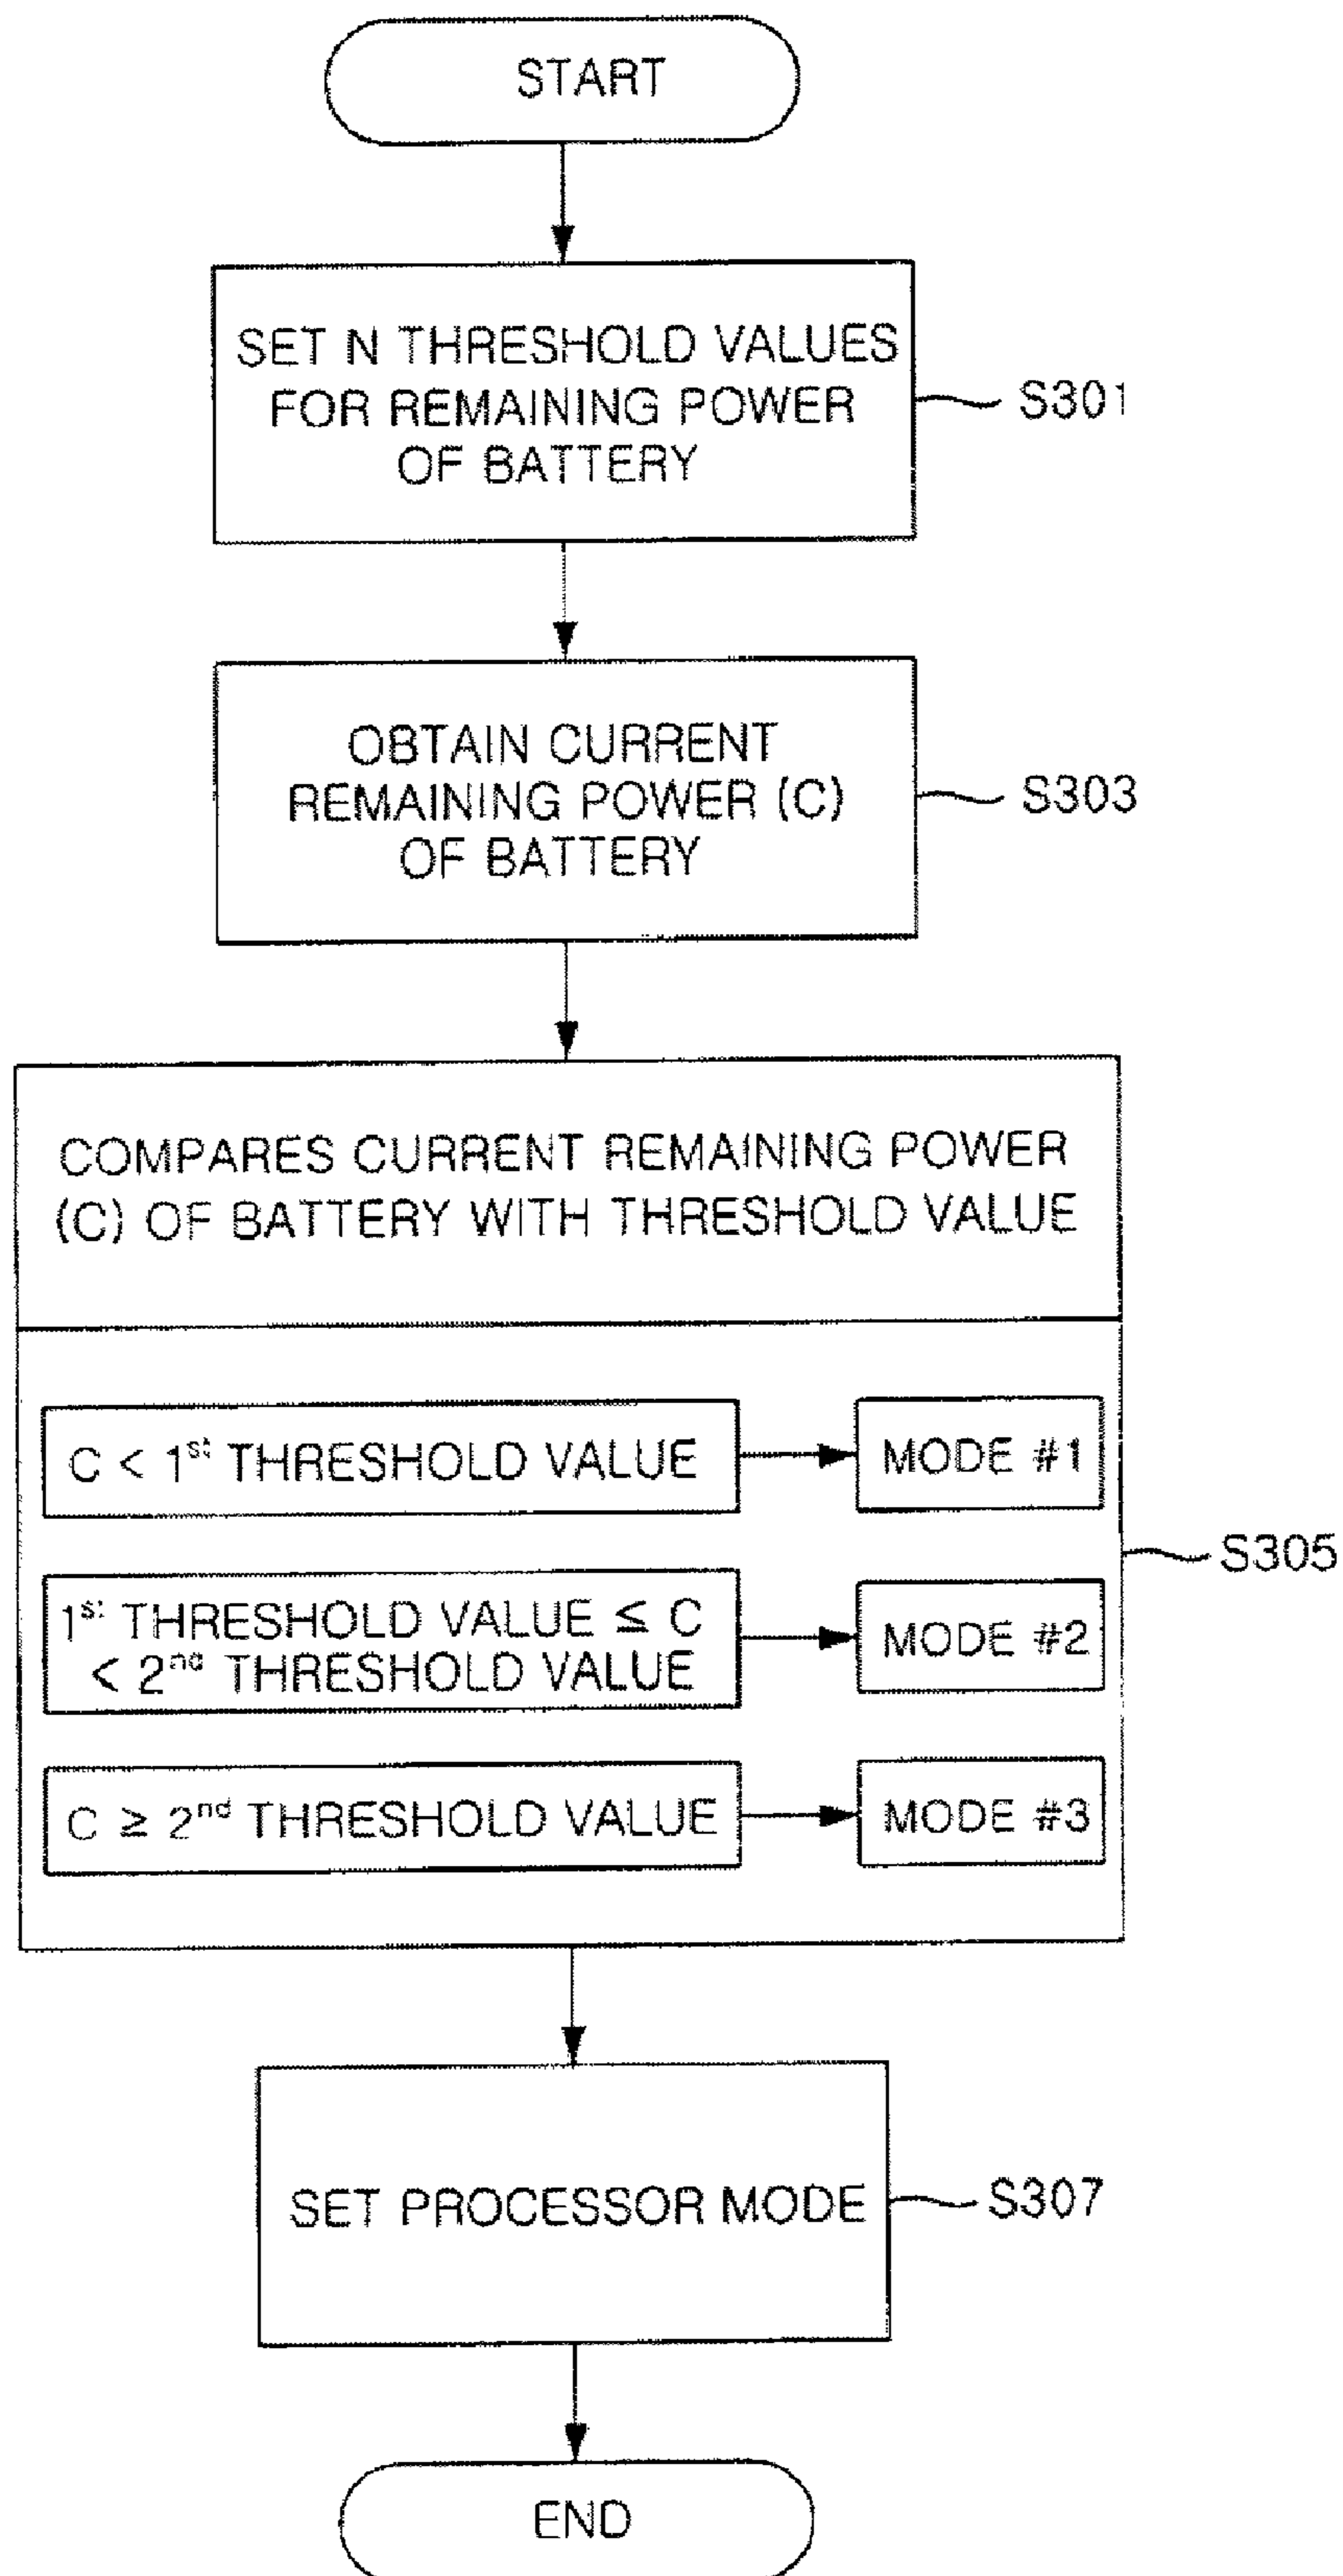 START
SET N THRESHOLD VALUES
FOR REMAINING POWER
OF BATTERY
S301
OBTAIN CURRENT
REMAINING POWER (C)
OF BATTERY
S303
COMPARES CURRENT REMAINING POWER
(C) OF BATTERY WITH THRESHOLD VALUE
C < 1st THRESHOLD VALUE
MODE #1
1st THRESHOLD VALUE ≤ C
< 2nd THRESHOLD VALUE
MODE #2
C ≥ 2nd THRESHOLD VALUE
MODE #3
S305
SET PROCESSOR MODE
S307
END